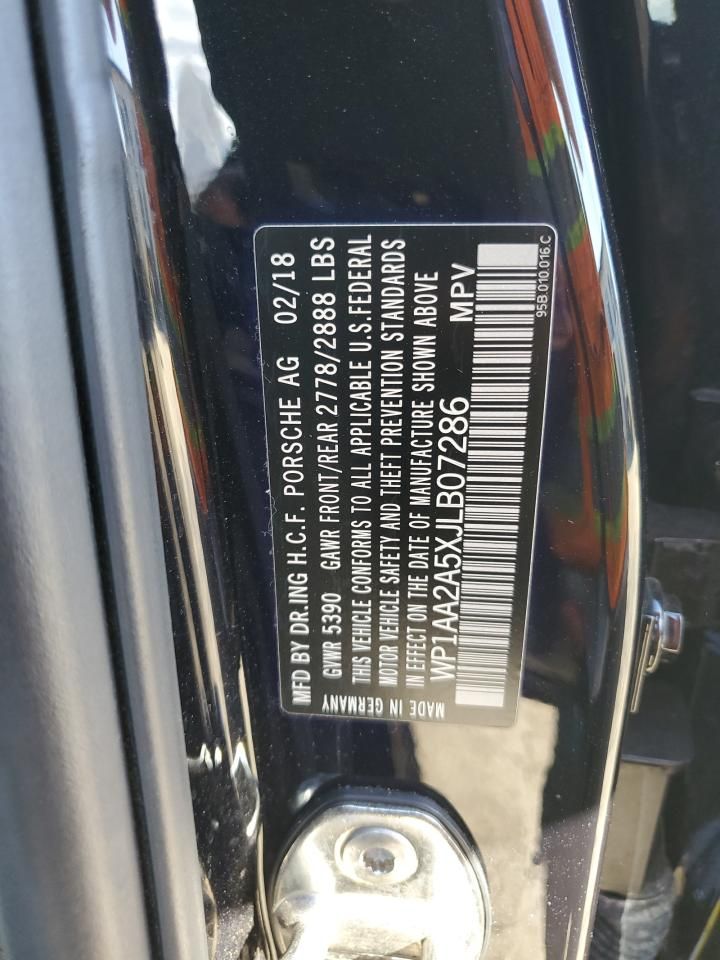 MFD BY DR.ING H.C.F. PORSCHE AG 02/18
GVWR 5390 GAWR FRONT/REAR 2778/2888 LBS
THIS VEHICLE CONFORMS TO ALL APPLICABLE U.S.FEDERAL
MOTOR VEHICLE SAFETY AND THEFT PREVENTION STANDARDS
IN EFFECT ON THE DATE OF MANUFACTURE SHOWN ABOVE
WP1AA2A5XJLB07286 MPV
MADE IN GERMANY
95B.010.016.C